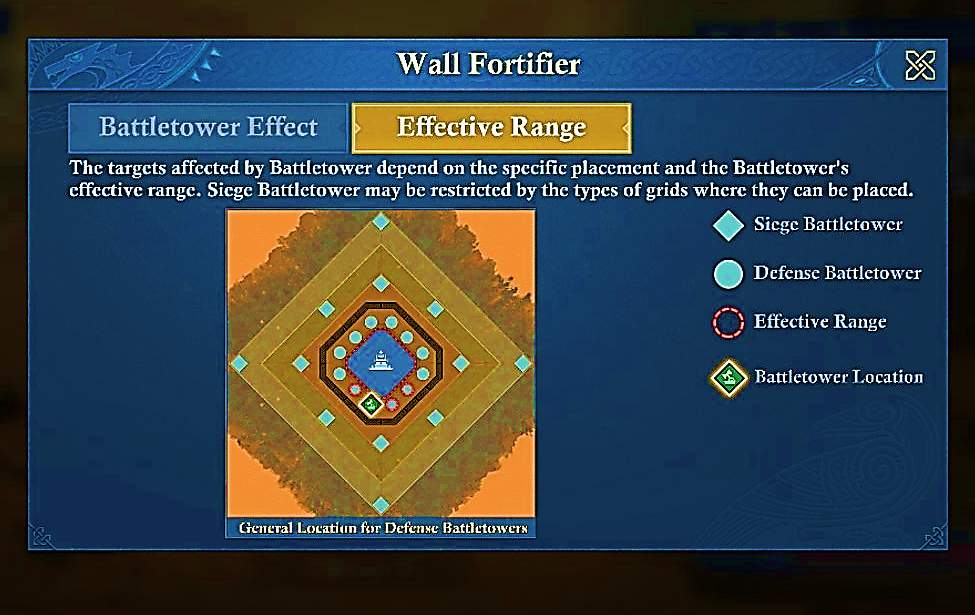 Wall Fortifier
Battletower Effect
Effective Range
The targets affected by Battletower depend on the specific placement and the Battletower's
effective range. Siege Battletower may be restricted by the types of grids where they can be placed.
Siege Battletower
Defense Battletower
Effective Range
Battletower Location
General Location for Defense Battletowers